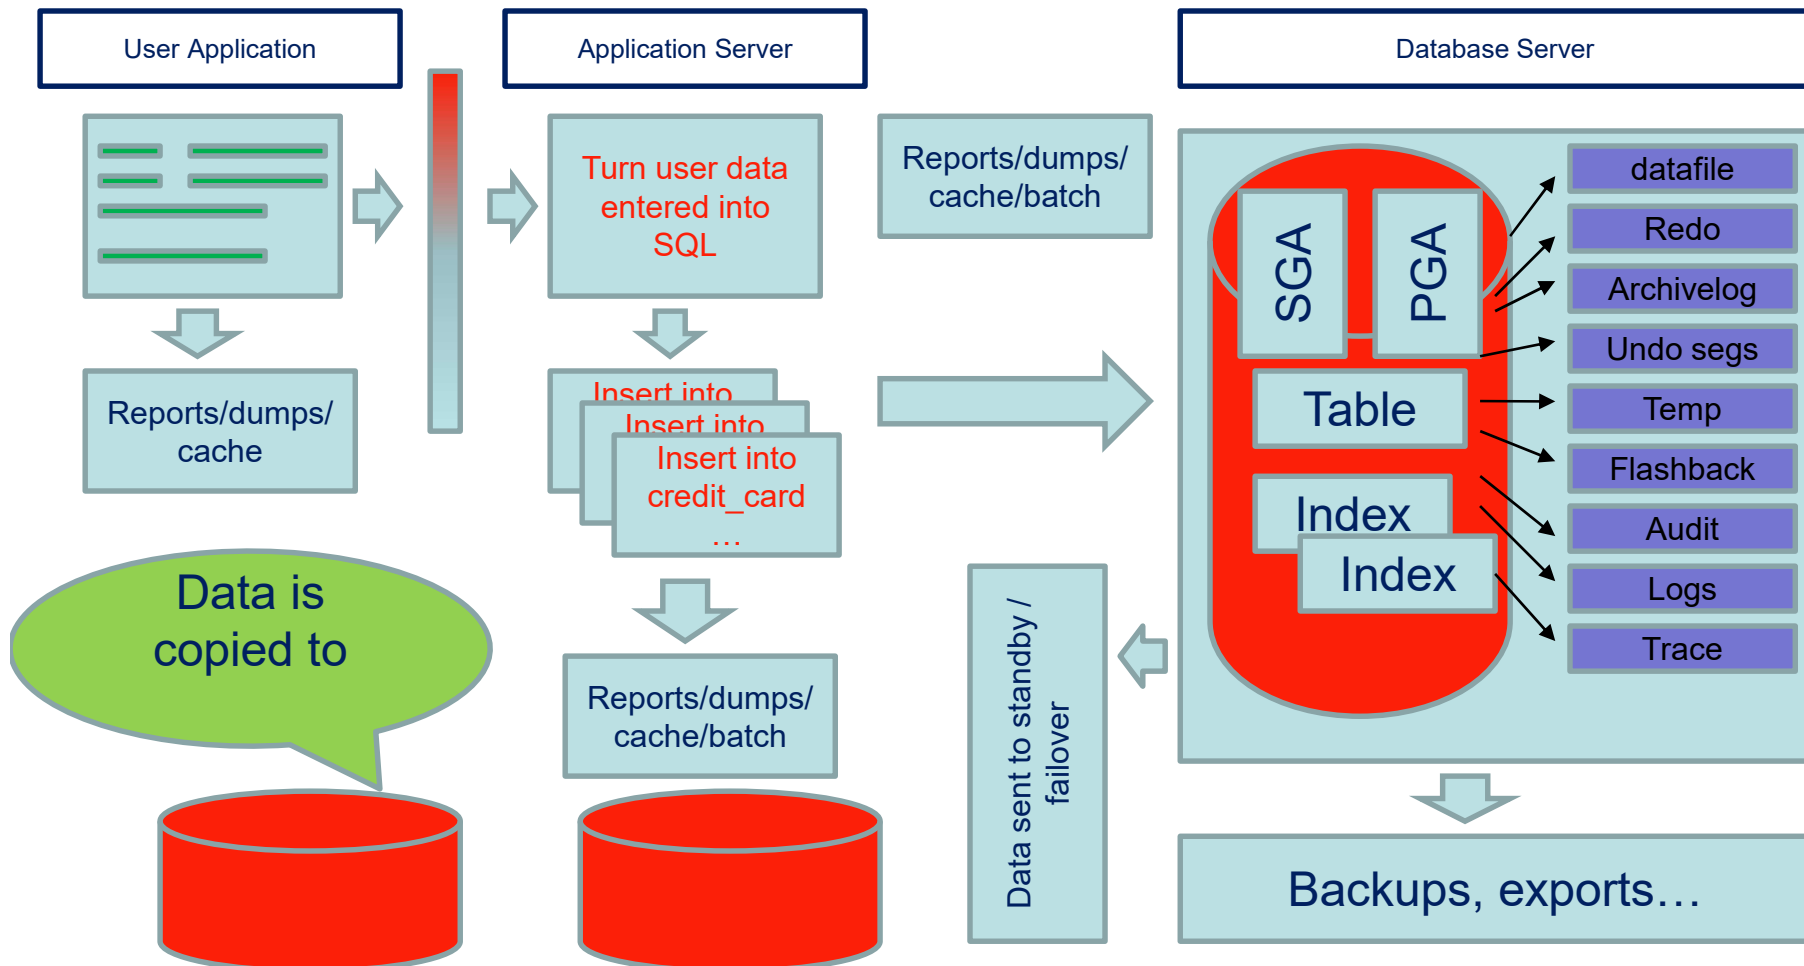 User Application
Application Server
Database Server
Turn user data
entered into
SQL
Reports/dumps/
cache/batch
Reports/dumps/
cache
Insert into
Insert into
Insert into
credit_card
…
Reports/dumps/
cache/batch
Data is
copied to
Data sent to standby /
failover
SGA
PGA
Table
Index
Index
datafile
Redo
Archivelog
Undo segs
Temp
Flashback
Audit
Logs
Trace
Backups, exports…